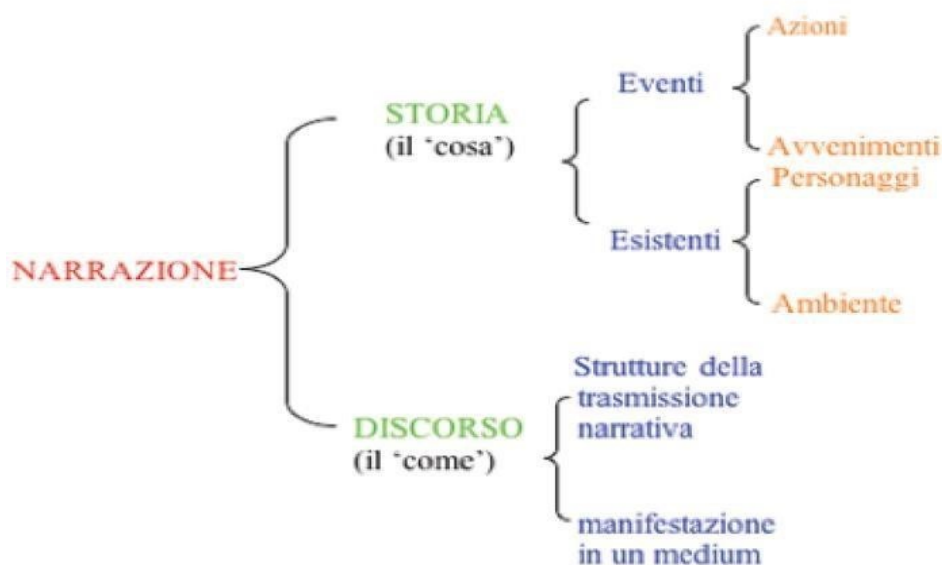 NARRAZIONE
STORIA
(il ‘cosa’)
Eventi
Azioni
Avvenimenti
Esistenti
Personaggi
Ambiente
DISCORSO
(il ‘come’)
Strutture della
trasmissione
narrativa
manifestazione
in un medium